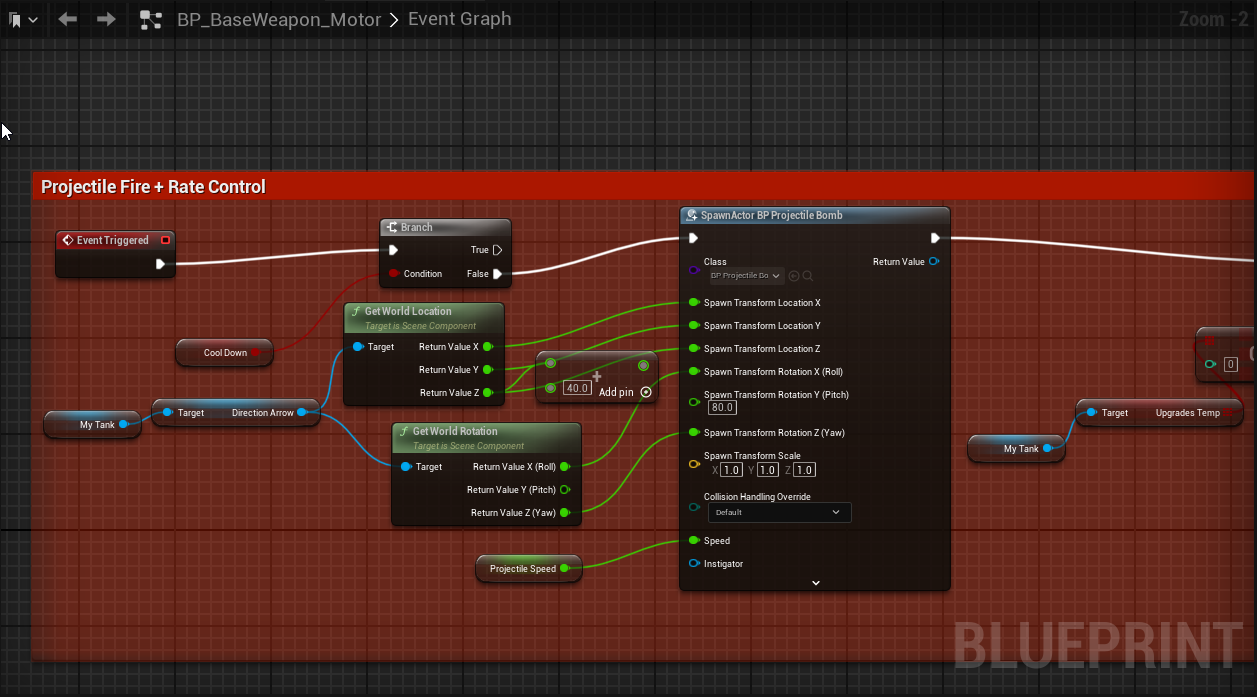 BP_BaseWeapon_Motor > Event Graph
Zoom -2
Projectile Fire + Rate Control
Event Triggered
Branch
True
Condition
False
Cool Down
My Tank
Target
Direction Arrow
Get World Location
Target is Scene Component
Target
Return Value X
Return Value Y
Return Value Z
40.0
Add pin
Get World Rotation
Target is Scene Component
Target
Return Value X (Roll)
Return Value Y (Pitch)
Return Value Z (Yaw)
Projectile Speed
SpawnActor BP Projectile Bomb
Class
BP Projectile Bo
Return Value
Spawn Transform Location X
Spawn Transform Location Y
Spawn Transform Location Z
Spawn Transform Rotation X (Roll)
Spawn Transform Rotation Y (Pitch)
80.0
Spawn Transform Rotation Z (Yaw)
Spawn Transform Scale
X 1.0 Y 1.0 Z 1.0
Collision Handling Override
Default
Speed
Instigator
0
Target
Upgrades Temp
My Tank
BLUEPRINT